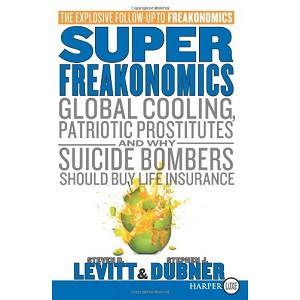 THE EXPLOSIVE FOLLOW-UP TO FREAKONOMICS
SUPER
FREAKONOMICS
GLOBAL COOLING,
PATRIOTIC PROSTITUTES
AND WHY
SUICIDE BOMBERS
SHOULD BUY LIFE INSURANCE
STEVEN D. STEPHEN J.
LEVITT & DUBNER
HARPER LUXE